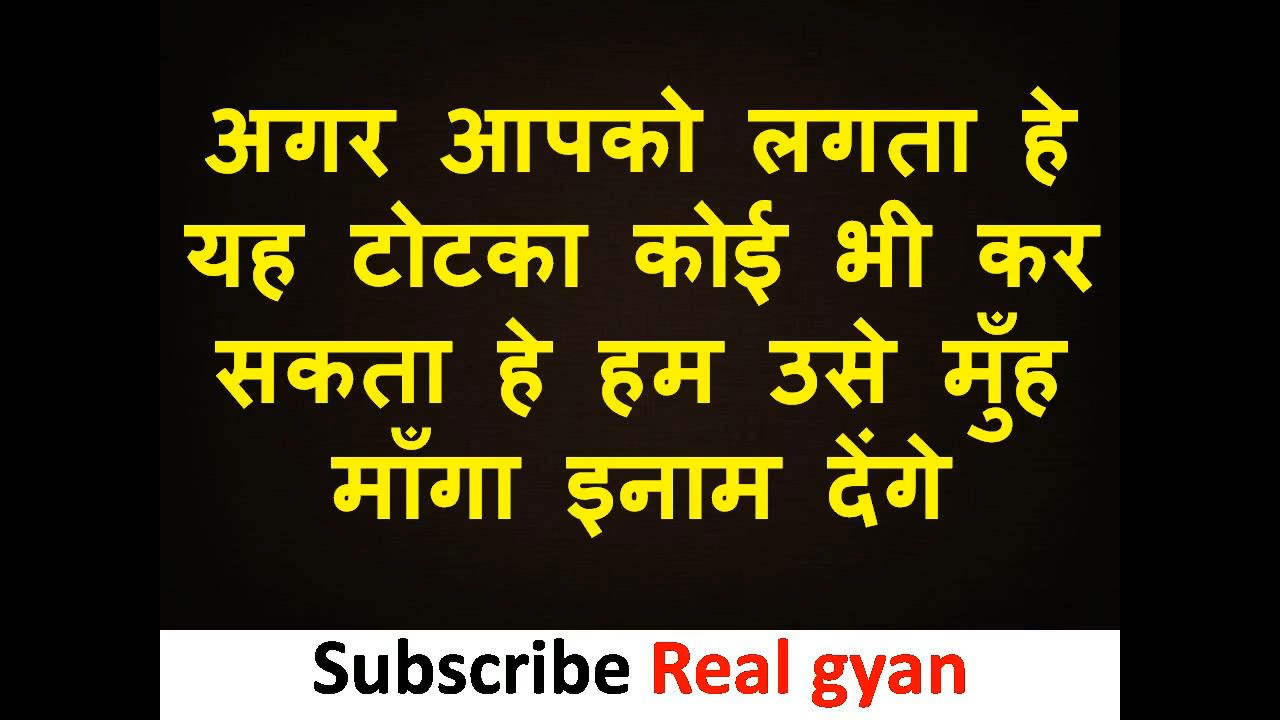 अगर आपको लगता हे
यह टोटका कोई भी कर
सकता हे हम उसे मुँह
माँगा इनाम देंगे
Subscribe Real gyan